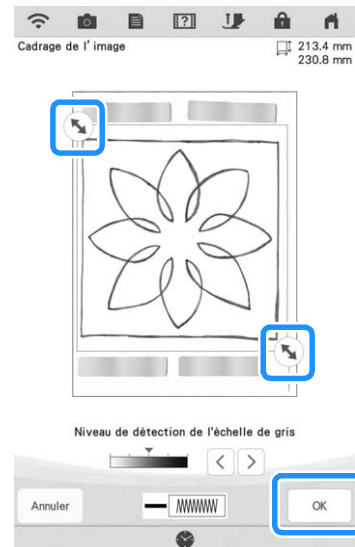 Cadrage de l'image
213.4 mm
230.8 mm
Niveau de détection de l'échelle de gris
Annuler
OK